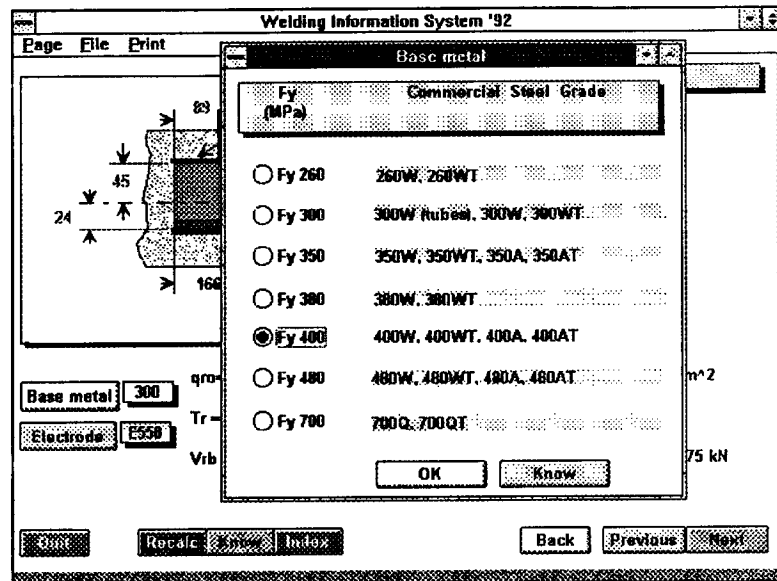 Welding Information System '92
Page File Print
Base metal
Fy (MPa) Commercial Steel Grade
Fy 260 260W, 260WT
Fy 300 300W (tubes), 300W, 300WT
Fy 350 350W, 350WT, 350A, 350AT
Fy 380 380W, 380WT
Fy 400 400W, 400WT, 400A, 400AT
Fy 480 480W, 480WT, 480A, 480AT
Fy 700 700Q, 700QT
OK Know
45
24
166
Base metal 300
Electrode E550
qro=
m^2
Tr =
Vrb
75 kN
Quit Recalc Know Index Back Previous Next